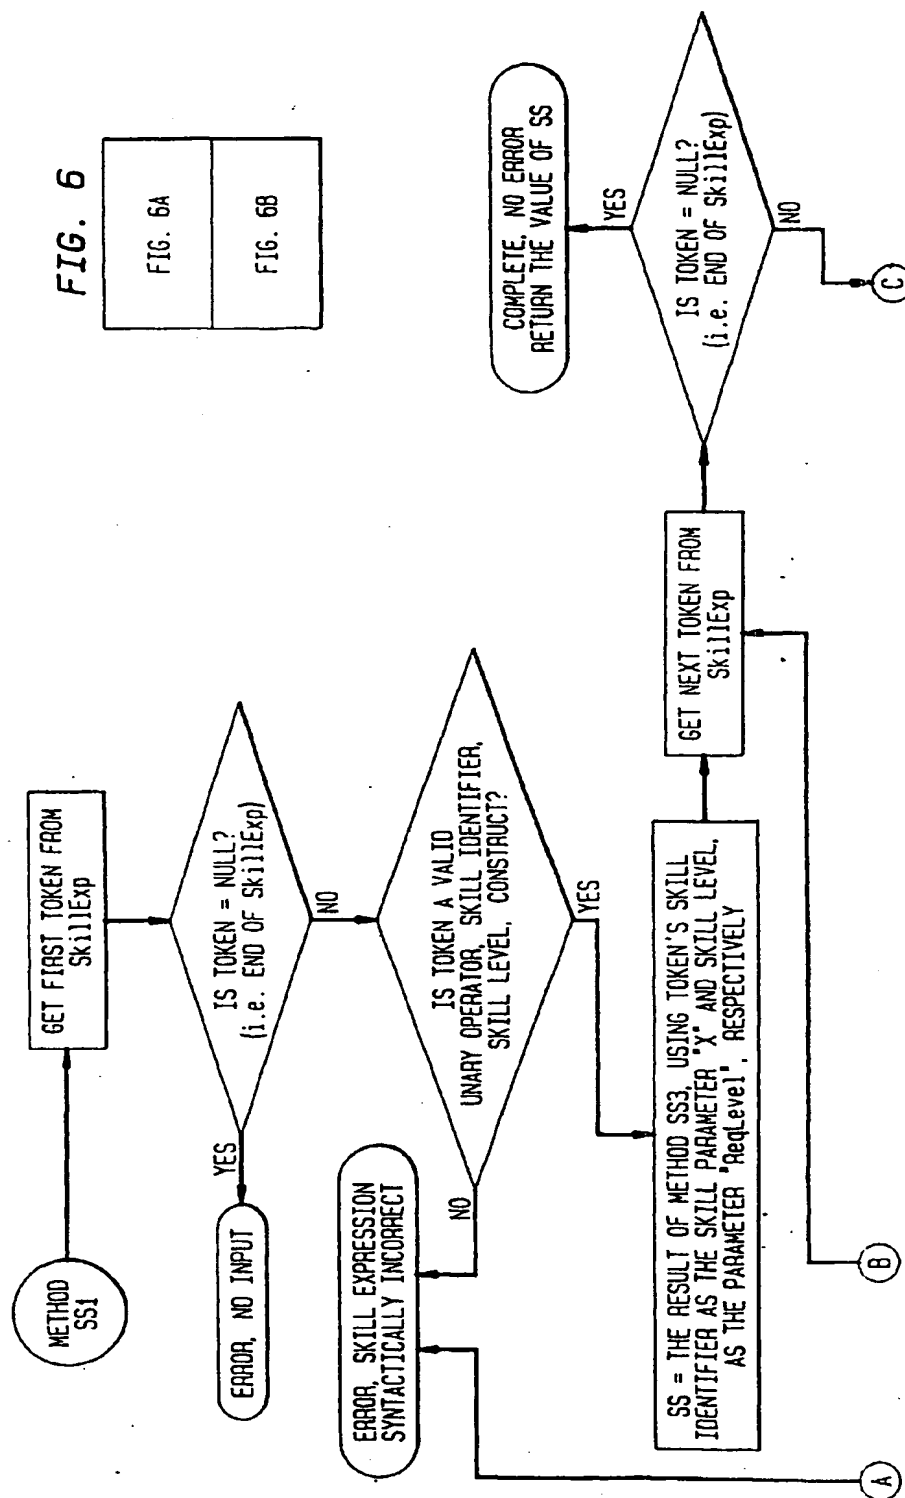 FIG. 6
FIG. 6A
FIG. 6B
METHOD
SS1
GET FIRST TOKEN FROM
SkillExp
IS TOKEN = NULL?
(i.e. END OF SkillExp)
YES
NO
ERROR, NO INPUT
IS TOKEN A VALID
UNARY OPERATOR, SKILL IDENTIFIER,
SKILL LEVEL, CONSTRUCT?
NO
YES
ERROR, SKILL EXPRESSION
SYNTACTICALLY INCORRECT
SS = THE RESULT OF METHOD SS3, USING TOKEN'S SKILL
IDENTIFIER AS THE SKILL PARAMETER "X" AND SKILL LEVEL,
AS THE PARAMETER "ReqLevel", RESPECTIVELY
GET NEXT TOKEN FROM
SkillExp
IS TOKEN = NULL?
(i.e. END OF SkillExp)
YES
NO
COMPLETE, NO ERROR
RETURN THE VALUE OF SS
A
B
C